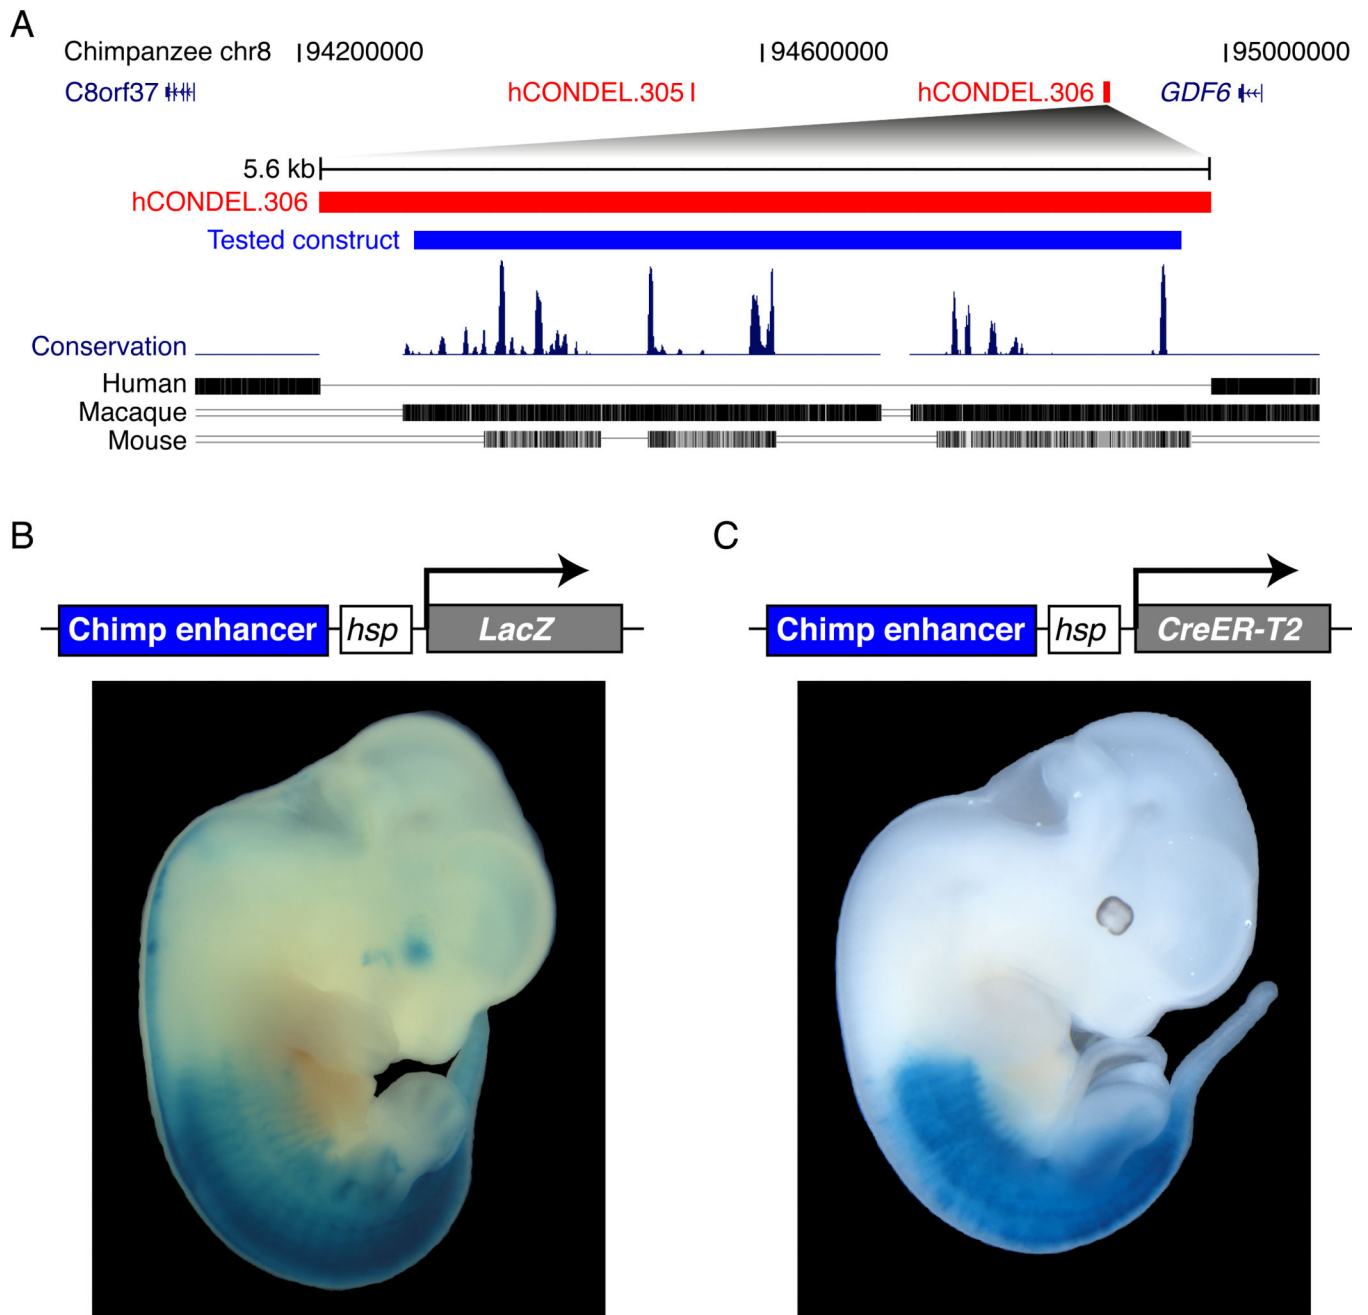 A
Chimpanzee chr8 94200000 94600000 95000000
C8orf37 hCONDEL.305 hCONDEL.306 GDF6
5.6 kb
hCONDEL.306
Tested construct
Conservation
Human
Macaque
Mouse
B
C
Chimp enhancer hsp LacZ
Chimp enhancer hsp CreER-T2